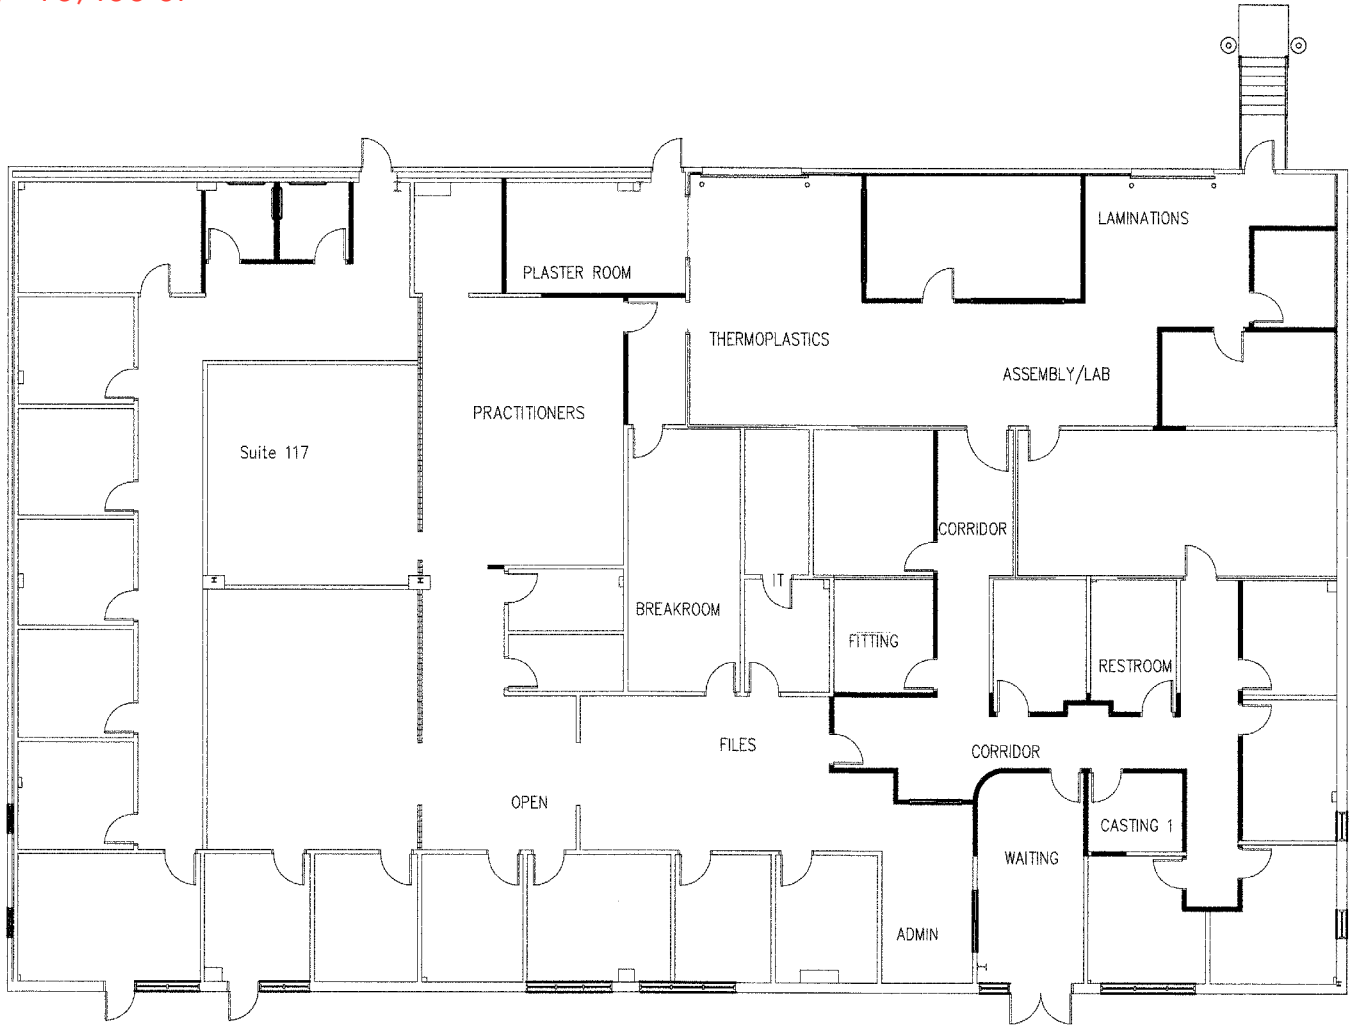 LAMINATIONS
PLASTER ROOM
THERMOPLASTICS
ASSEMBLY/LAB
PRACTITIONERS
Suite 117
CORRIDOR
IT
BREAKROOM
FITTING
RESTROOM
FILES
CORRIDOR
OPEN
CASTING 1
WAITING
ADMIN